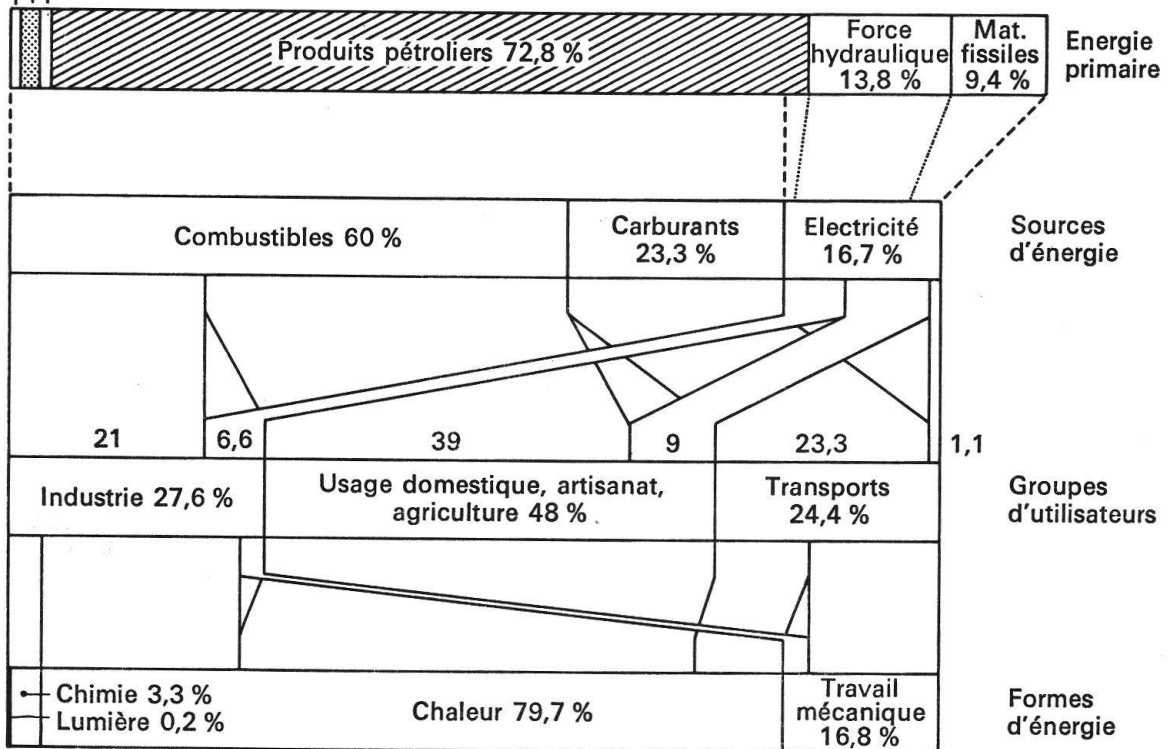 Produits pétroliers 72,8 %
Force
hydraulique
13,8 %
Mat.
fissiles
9,4 %
Energie
primaire
Combustibles 60 %
Carburants
23,3 %
Electricité
16,7 %
Sources
d'énergie
21
6,6
39
9
23,3
1,1
Industrie 27,6 %
Usage domestique, artisanat,
agriculture 48 %
Transports
24,4 %
Groupes
d'utilisateurs
Chimie 3,3 %
Lumière 0,2 %
Chaleur 79,7 %
Travail
mécanique
16,8 %
Formes
d'énergie